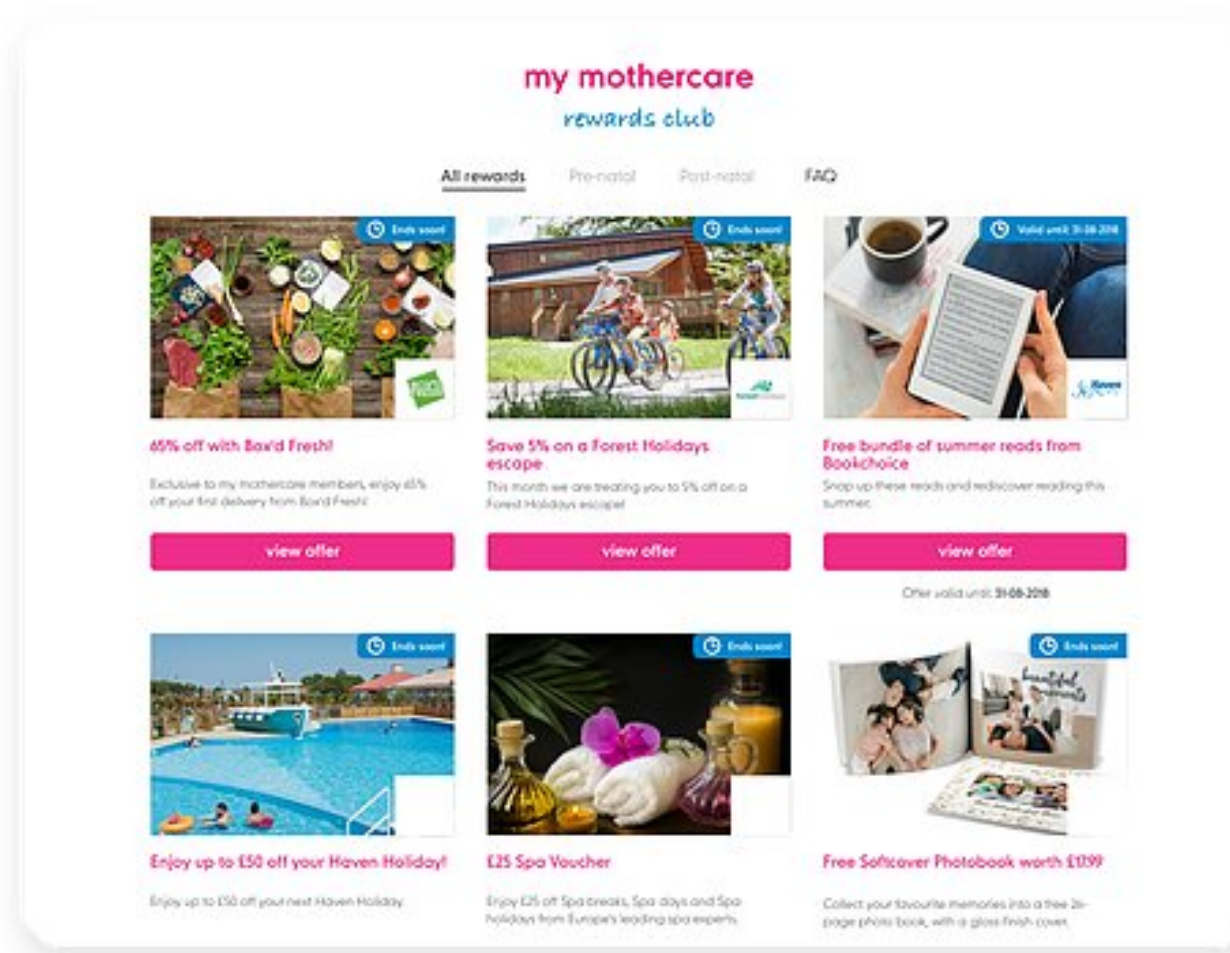 my mothercare
rewards club
All rewards
Pre-natal
Post-natal
FAQ
Ends soon!
Ends soon!
Valid until: 31-08-2018
65% off with Box'd Fresh!
Save 5% on a Forest Holidays
escape
Free bundle of summer reads from
Bookchoice
Exclusive to my mothercare members, enjoy 65%
off your first delivery from Box'd Fresh!
This month we are treating you to 5% off on a
Forest Holidays escape!
Snap up these reads and rediscover reading this
summer.
view offer
view offer
view offer
Offer valid until: 31-08-2018
Ends soon!
Ends soon!
Ends soon!
beautiful
moments
Enjoy up to £50 off your Haven Holiday!
£25 Spa Voucher
Free Softcover Photobook worth £17.99
Enjoy up to £50 off your next Haven Holiday.
Enjoy £25 off Spa breaks, Spa days and Spa
holidays from Europe's leading spa experts.
Collect your favourite memories into a free 26-
page photo book, with a gloss finish cover.